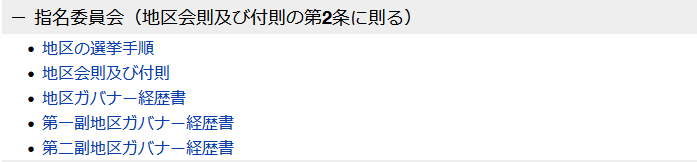 − 指名委員会（地区会則及び付則の第2条に則る）
• 地区の選挙手順
• 地区会則及び付則
• 地区ガバナー経歴書
• 第一副地区ガバナー経歴書
• 第二副地区ガバナー経歴書